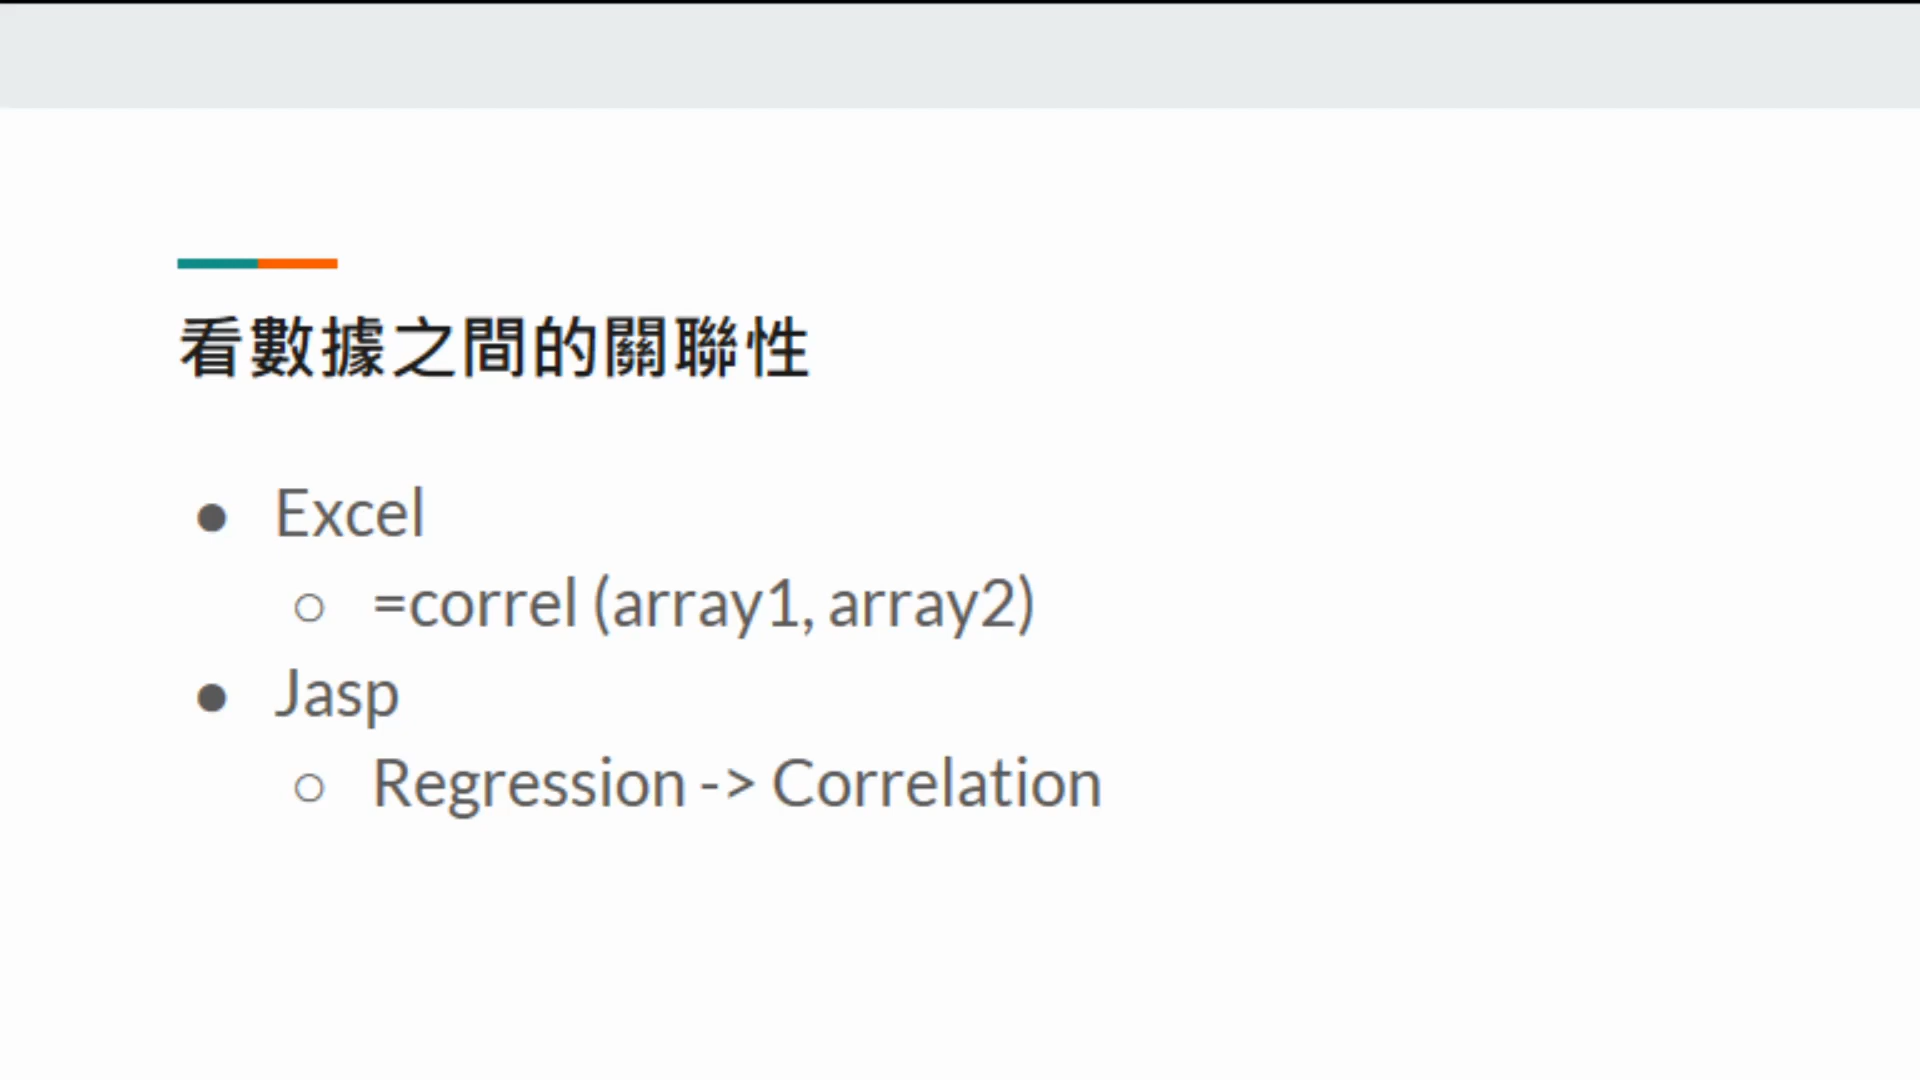 看數據之間的關聯性
● Excel
○ =correl (array1, array2)
● Jasp
○ Regression -> Correlation